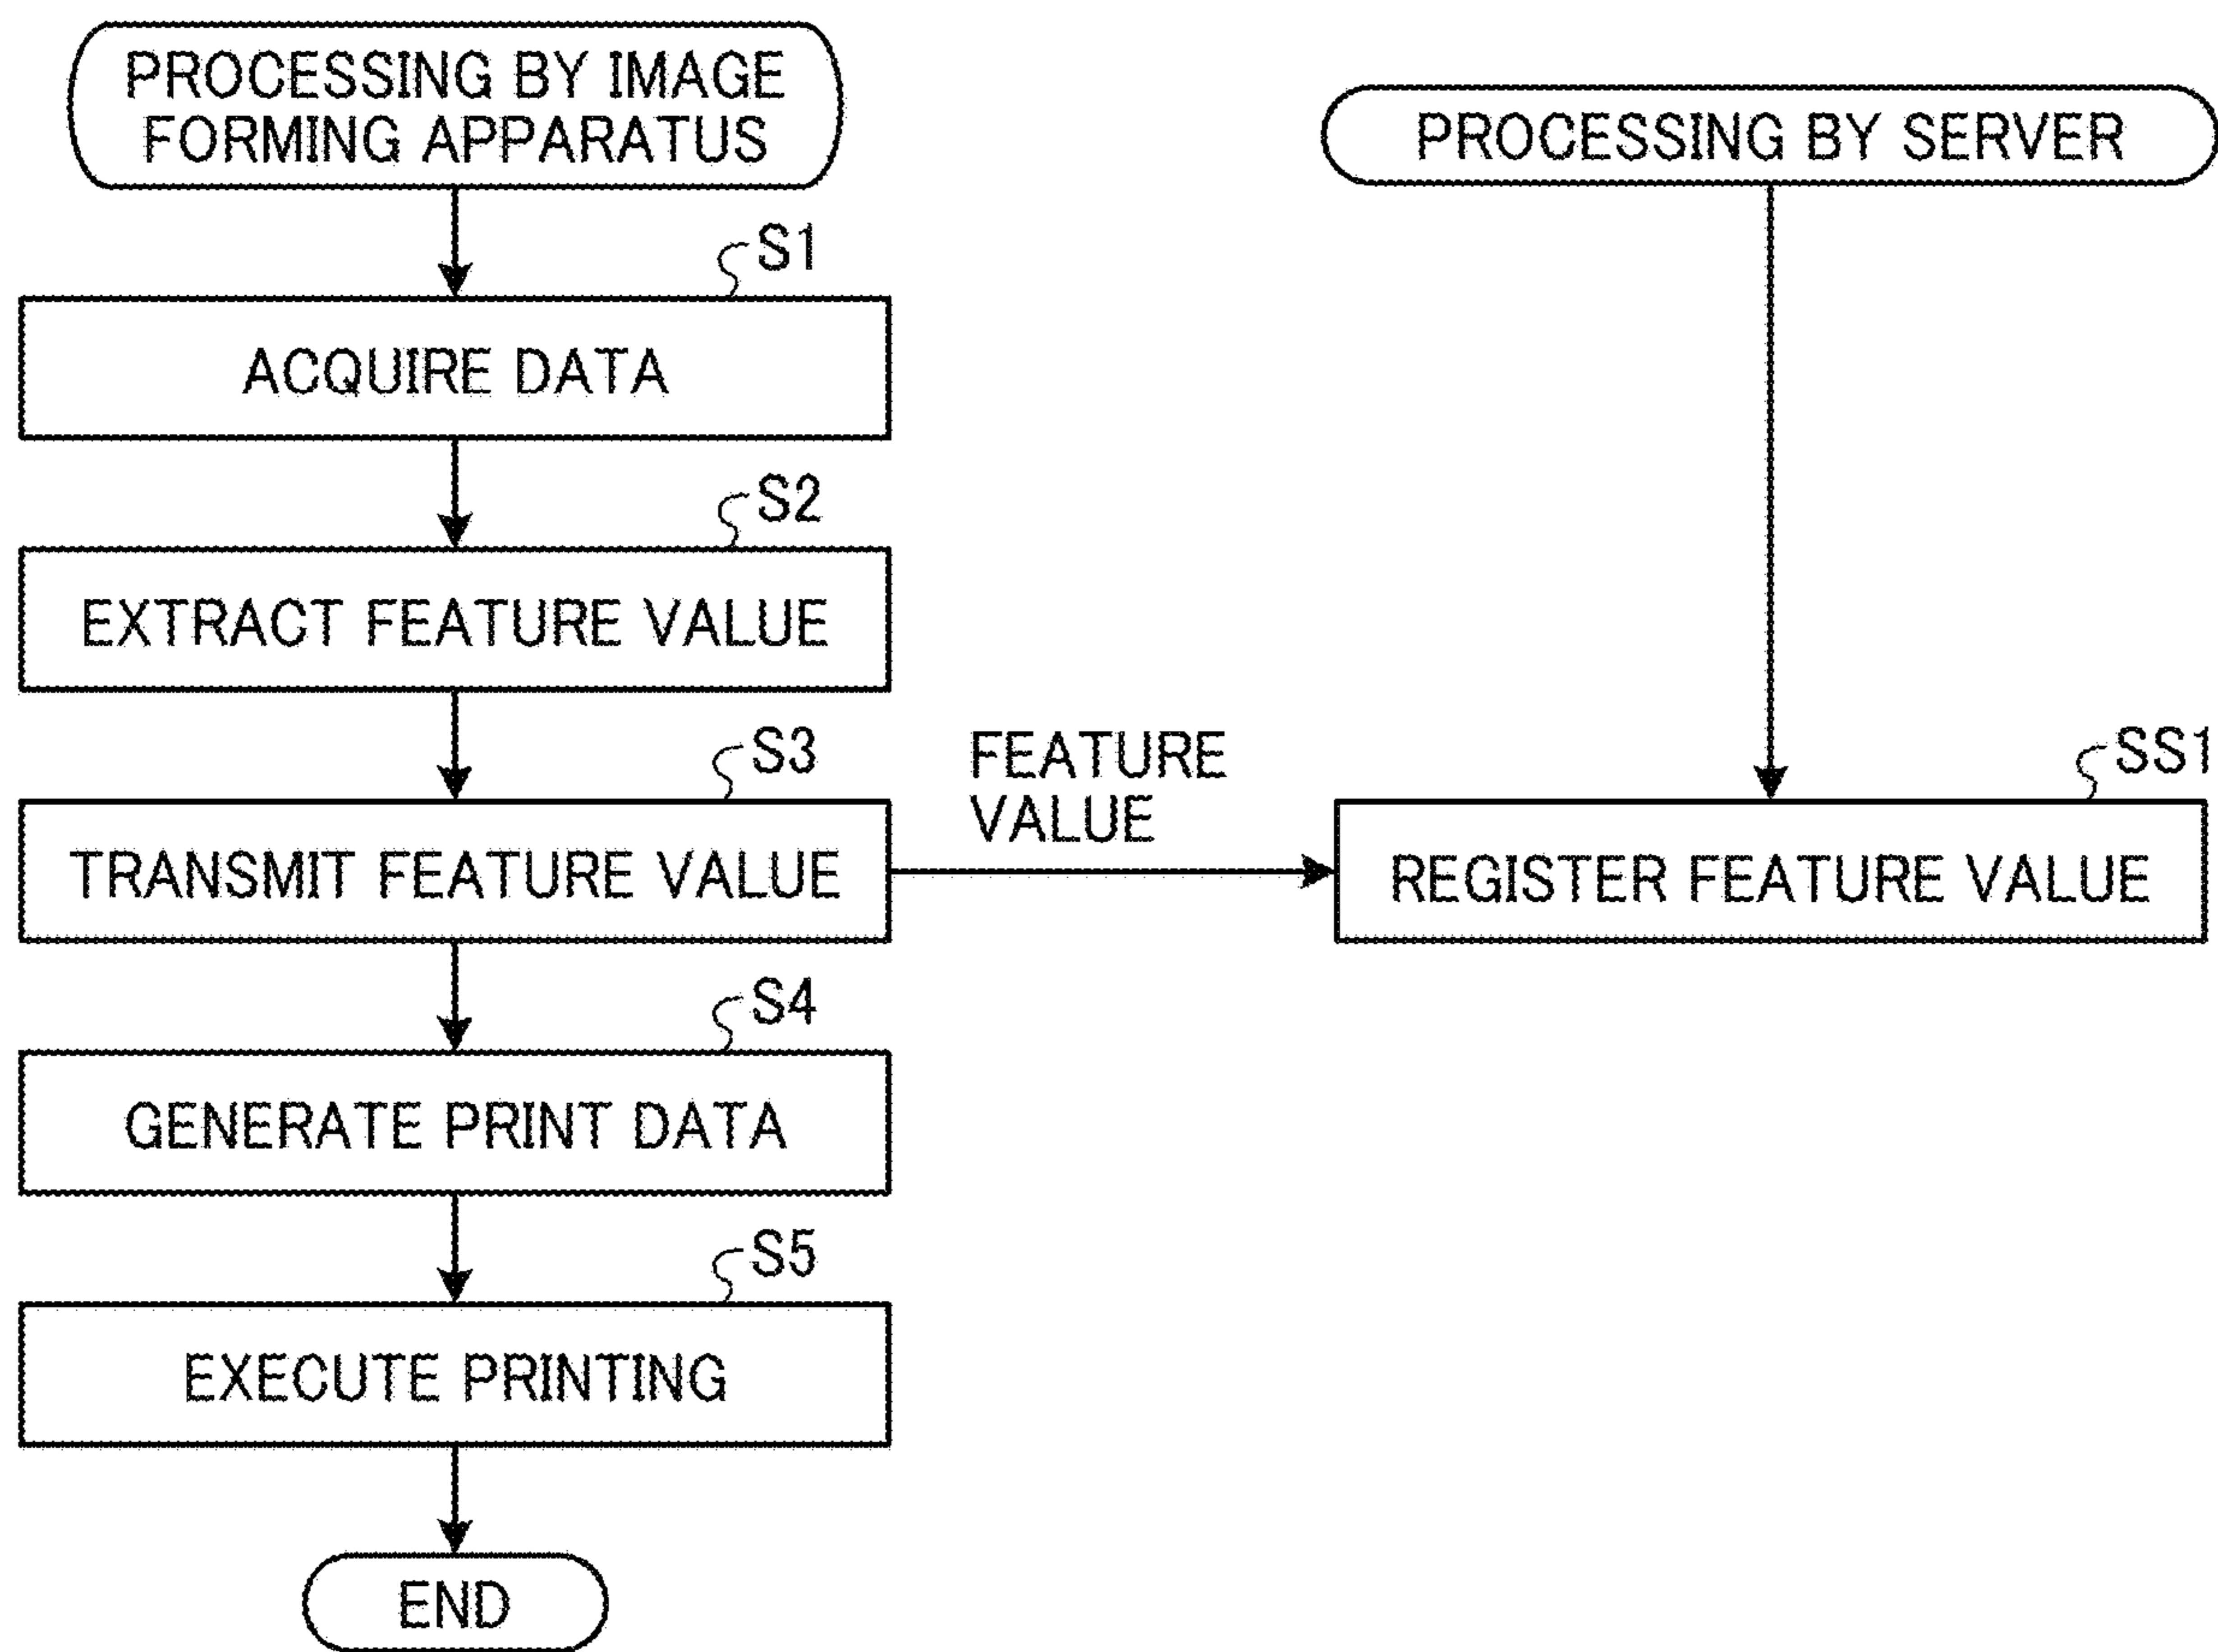 PROCESSING BY IMAGE
FORMING APPARATUS
S1
ACQUIRE DATA
S2
EXTRACT FEATURE VALUE
S3
TRANSMIT FEATURE VALUE
S4
GENERATE PRINT DATA
S5
EXECUTE PRINTING
END
FEATURE
VALUE
PROCESSING BY SERVER
SS1
REGISTER FEATURE VALUE